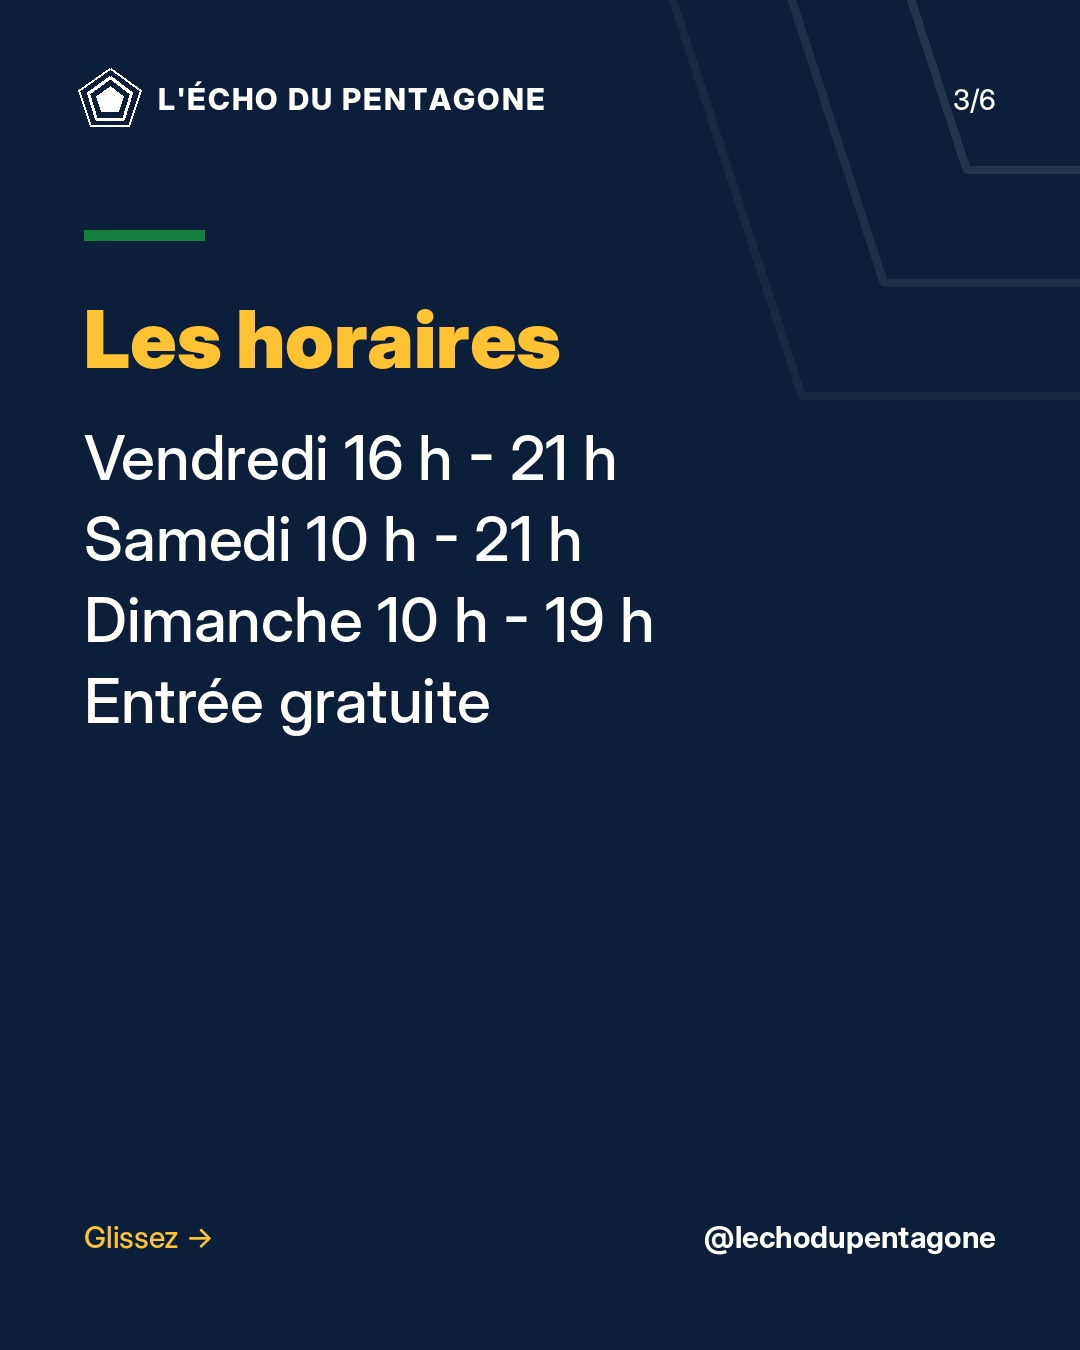 L'ÉCHO DU PENTAGONE
3/6
Les horaires
Vendredi 16 h - 21 h
Samedi 10 h - 21 h
Dimanche 10 h - 19 h
Entrée gratuite
Glissez →
@lechodupentagone